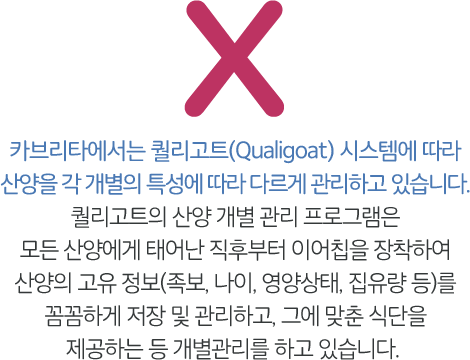 X
카브리타에서는 퀄리고트(Qualigoat) 시스템에 따라
산양을 각 개별의 특성에 따라 다르게 관리하고 있습니다.
퀄리고트의 산양 개별 관리 프로그램은
모든 산양에게 태어난 직후부터 이어칩을 장착하여
산양의 고유 정보(족보, 나이, 영양상태, 집유량 등)를
꼼꼼하게 저장 및 관리하고, 그에 맞춘 식단을
제공하는 등 개별관리를 하고 있습니다.